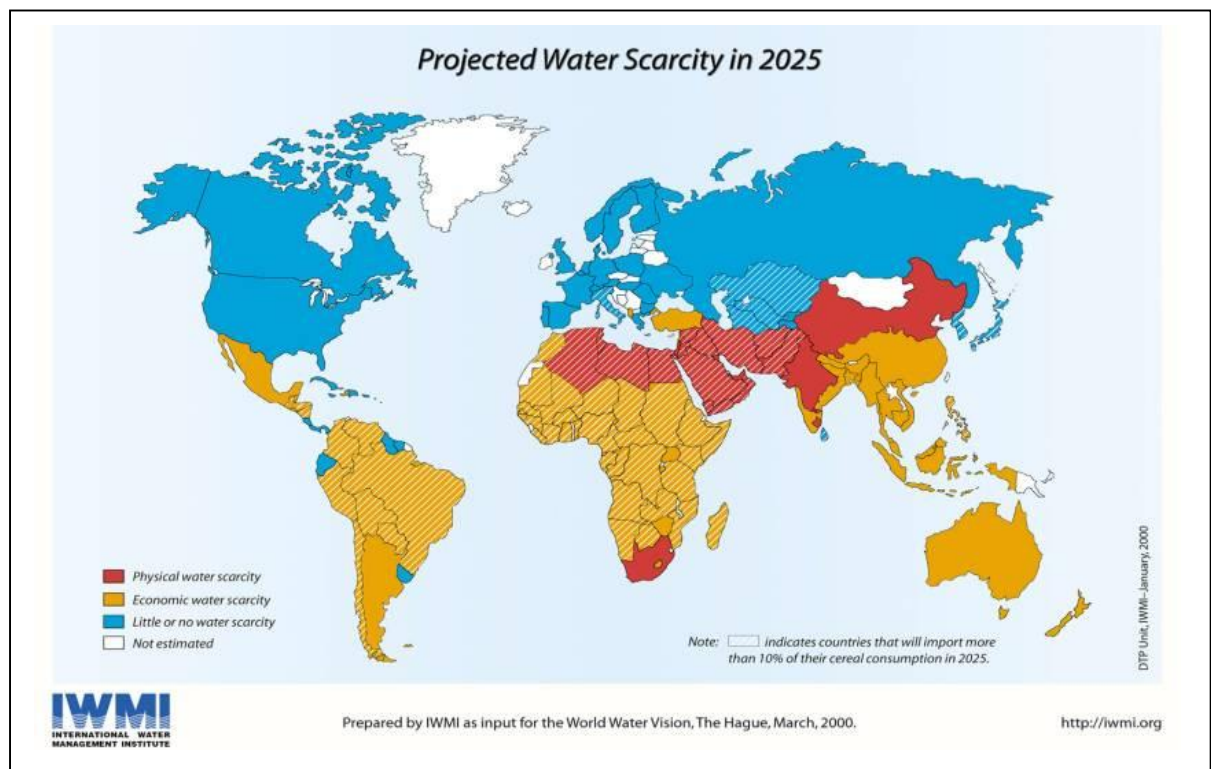 Projected Water Scarcity in 2025
Physical water scarcity
Economic water scarcity
Little or no water scarcity
Not estimated
Note: indicates countries that will import more
than 10% of their cereal consumption in 2025.
DTP Unit, IWMI–January, 2000
IWMI
INTERNATIONAL WATER
MANAGEMENT INSTITUTE
Prepared by IWMI as input for the World Water Vision, The Hague, March, 2000.
http://iwmi.org